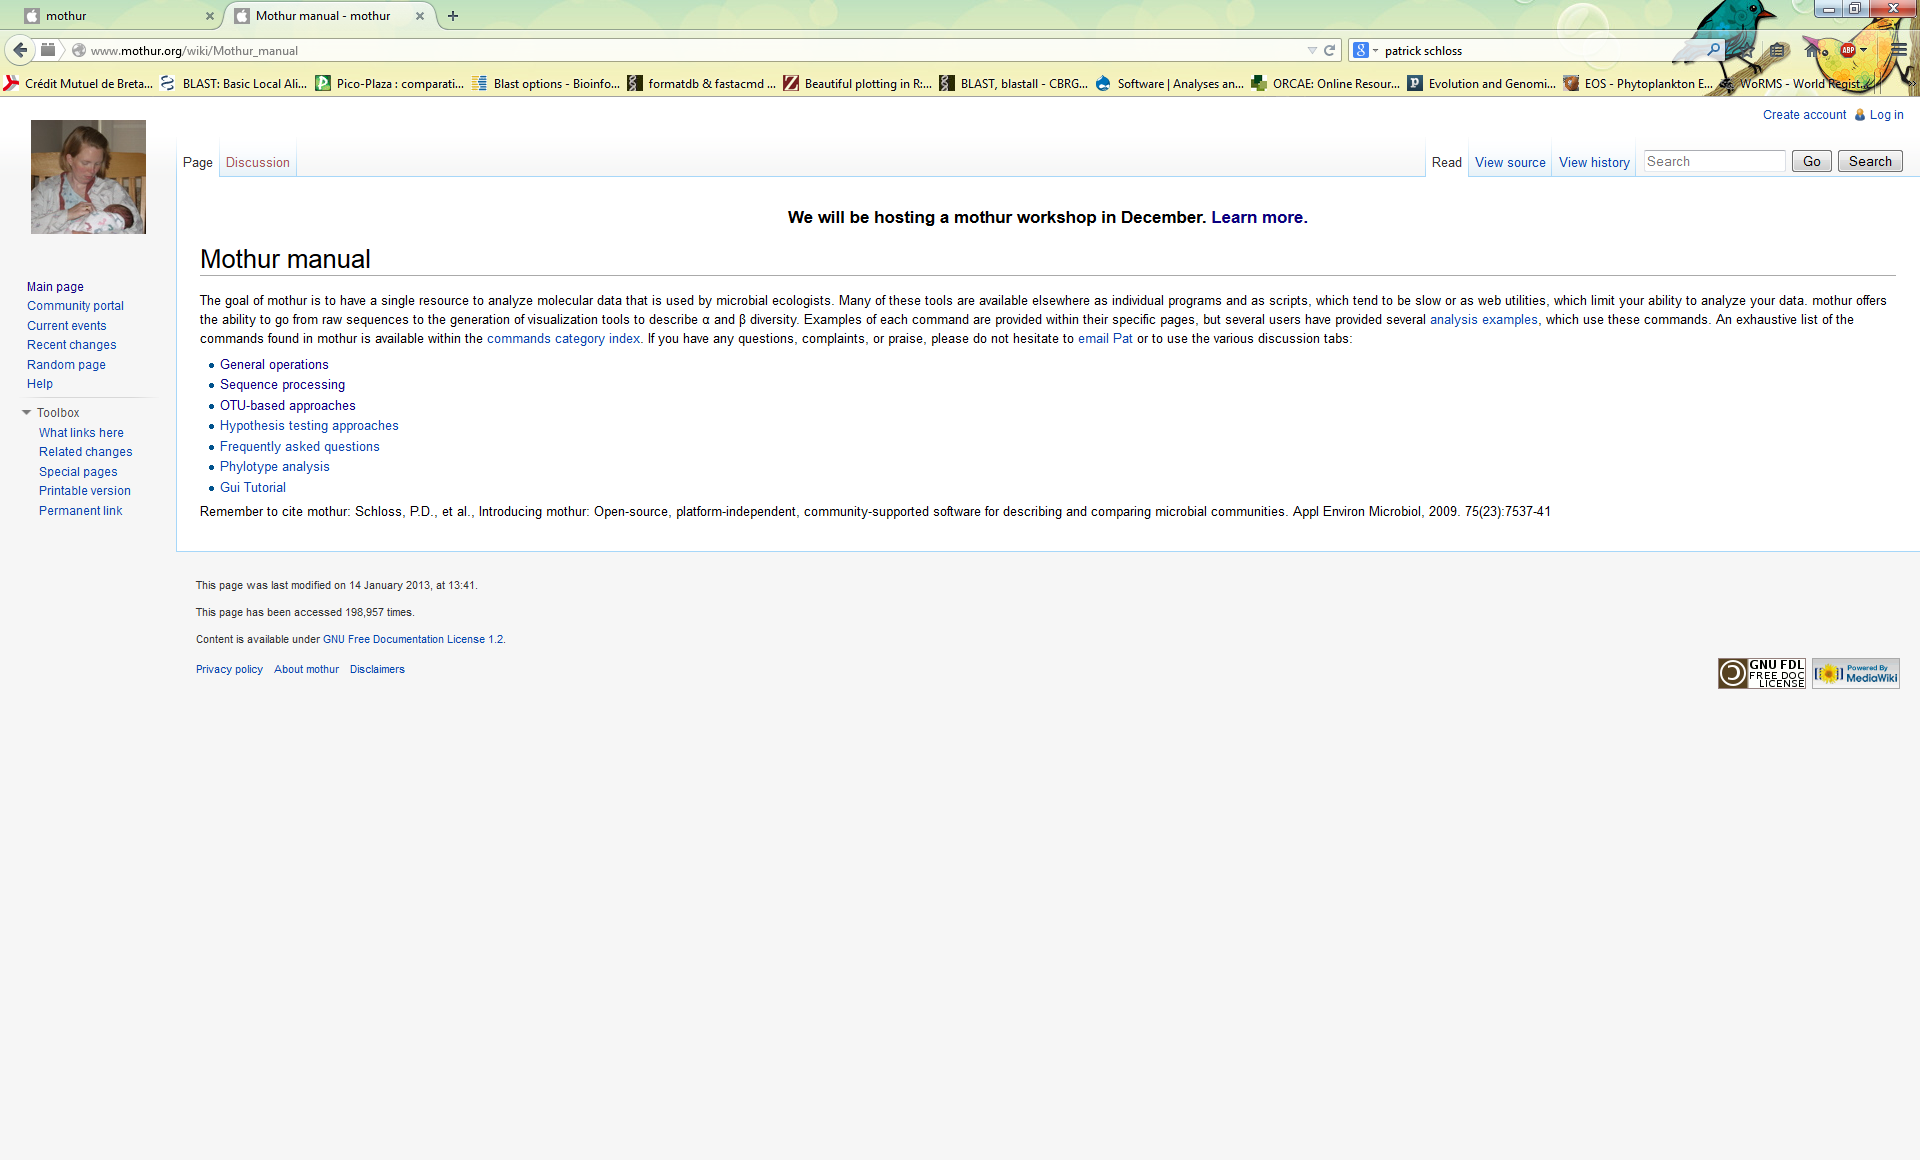 mothur
Mothur manual - mothur
www.mothur.org/wiki/Mothur_manual
patrick schloss
ABP
Crédit Mutuel de Breta...
BLAST: Basic Local Ali...
Pico-Plaza : comparati...
Blast options - Bioinfo...
formatdb & fastacmd ...
Beautiful plotting in R:...
BLAST, blastall - CBRG...
Software | Analyses an...
ORCAE: Online Resour...
Evolution and Genomi...
EOS - Phytoplankton E...
WoRMS - World Regist...
Create account
Log in
Page
Discussion
Read
View source
View history
Search
Go
Search
We will be hosting a mothur workshop in December. Learn more.
Mothur manual
The goal of mothur is to have a single resource to analyze molecular data that is used by microbial ecologists. Many of these tools are available elsewhere as individual programs and as scripts, which tend to be slow or as web utilities, which limit your ability to analyze your data. mothur offers
the ability to go from raw sequences to the generation of visualization tools to describe α and β diversity. Examples of each command are provided within their specific pages, but several users have provided several analysis examples, which use these commands. An exhaustive list of the
commands found in mothur is available within the commands category index. If you have any questions, complaints, or praise, please do not hesitate to email Pat or to use the various discussion tabs:
General operations
Sequence processing
OTU-based approaches
Hypothesis testing approaches
Frequently asked questions
Phylotype analysis
Gui Tutorial
Remember to cite mothur: Schloss, P.D., et al., Introducing mothur: Open-source, platform-independent, community-supported software for describing and comparing microbial communities. Appl Environ Microbiol, 2009. 75(23):7537-41
Main page
Community portal
Current events
Recent changes
Random page
Help
Toolbox
What links here
Related changes
Special pages
Printable version
Permanent link
This page was last modified on 14 January 2013, at 13:41.
This page has been accessed 198,957 times.
Content is available under GNU Free Documentation License 1.2.
Privacy policy
About mothur
Disclaimers
GNU FDL
FREE DOC
LICENSE
Powered By
MediaWiki